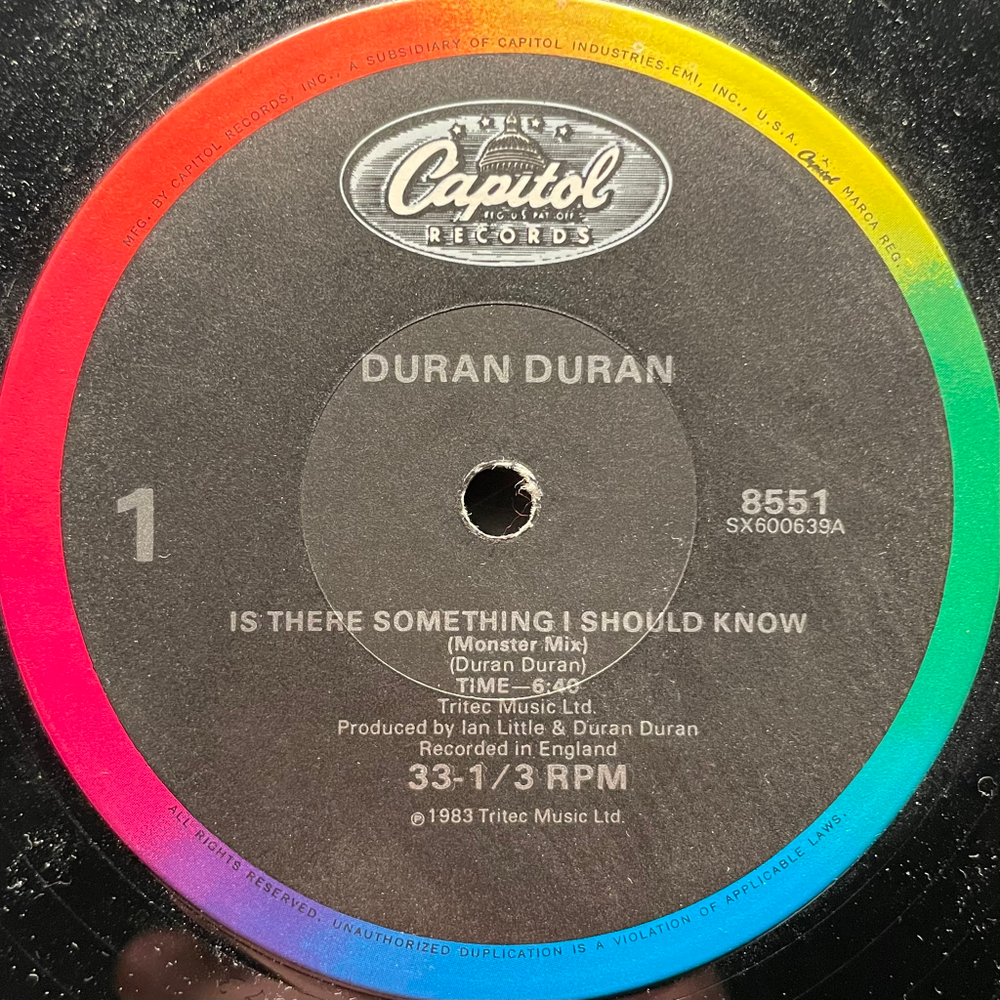 MFG. BY CAPITOL RECORDS, INC., A SUBSIDIARY OF CAPITOL INDUSTRIES-EMI, INC., U.S.A. Capitol MARCA REG.
Capitol
REG. U.S. PAT. OFF.
RECORDS
DURAN DURAN
1
8551
SX600639A
IS THERE SOMETHING I SHOULD KNOW
(Monster Mix)
(Duran Duran)
TIME—6:40
Tritec Music Ltd.
Produced by Ian Little & Duran Duran
Recorded in England
33-1/3 RPM
℗1983 Tritec Music Ltd.
ALL RIGHTS RESERVED. UNAUTHORIZED DUPLICATION IS A VIOLATION OF APPLICABLE LAWS.